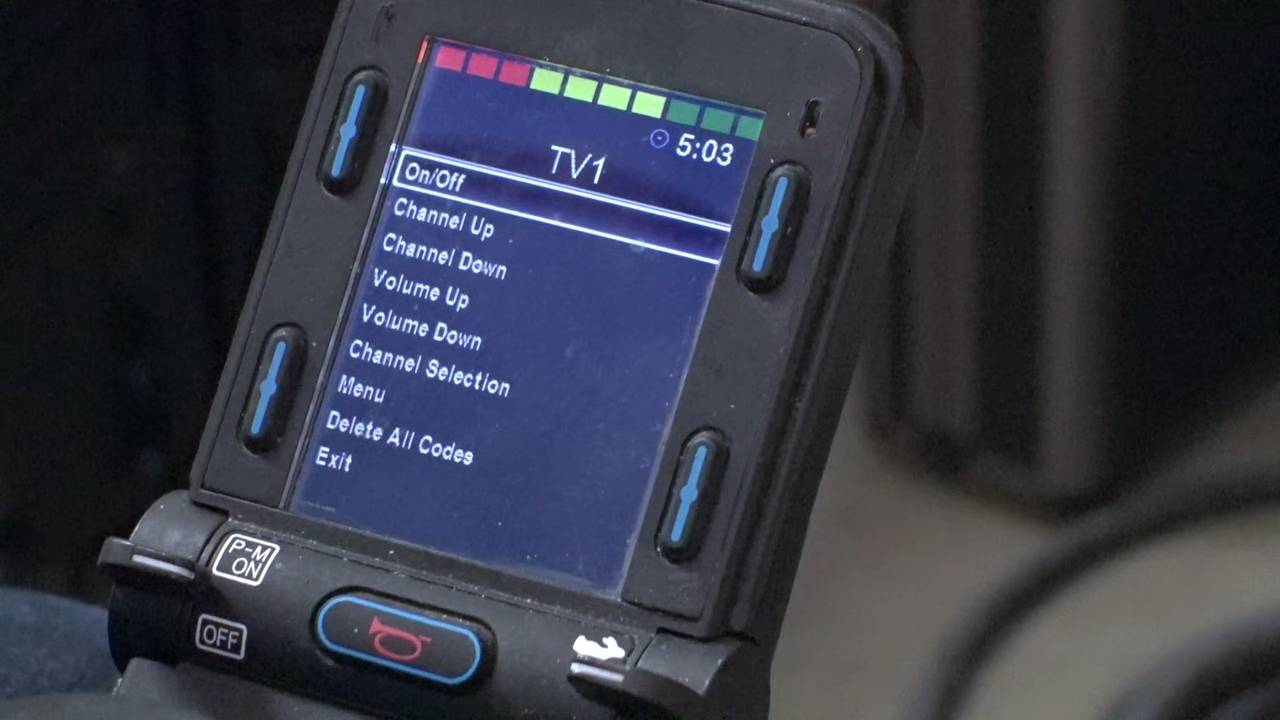 5:03
TV1
On/Off
Channel Up
Channel Down
Volume Up
Volume Down
Channel Selection
Menu
Delete All Codes
Exit
P-M
ON
OFF